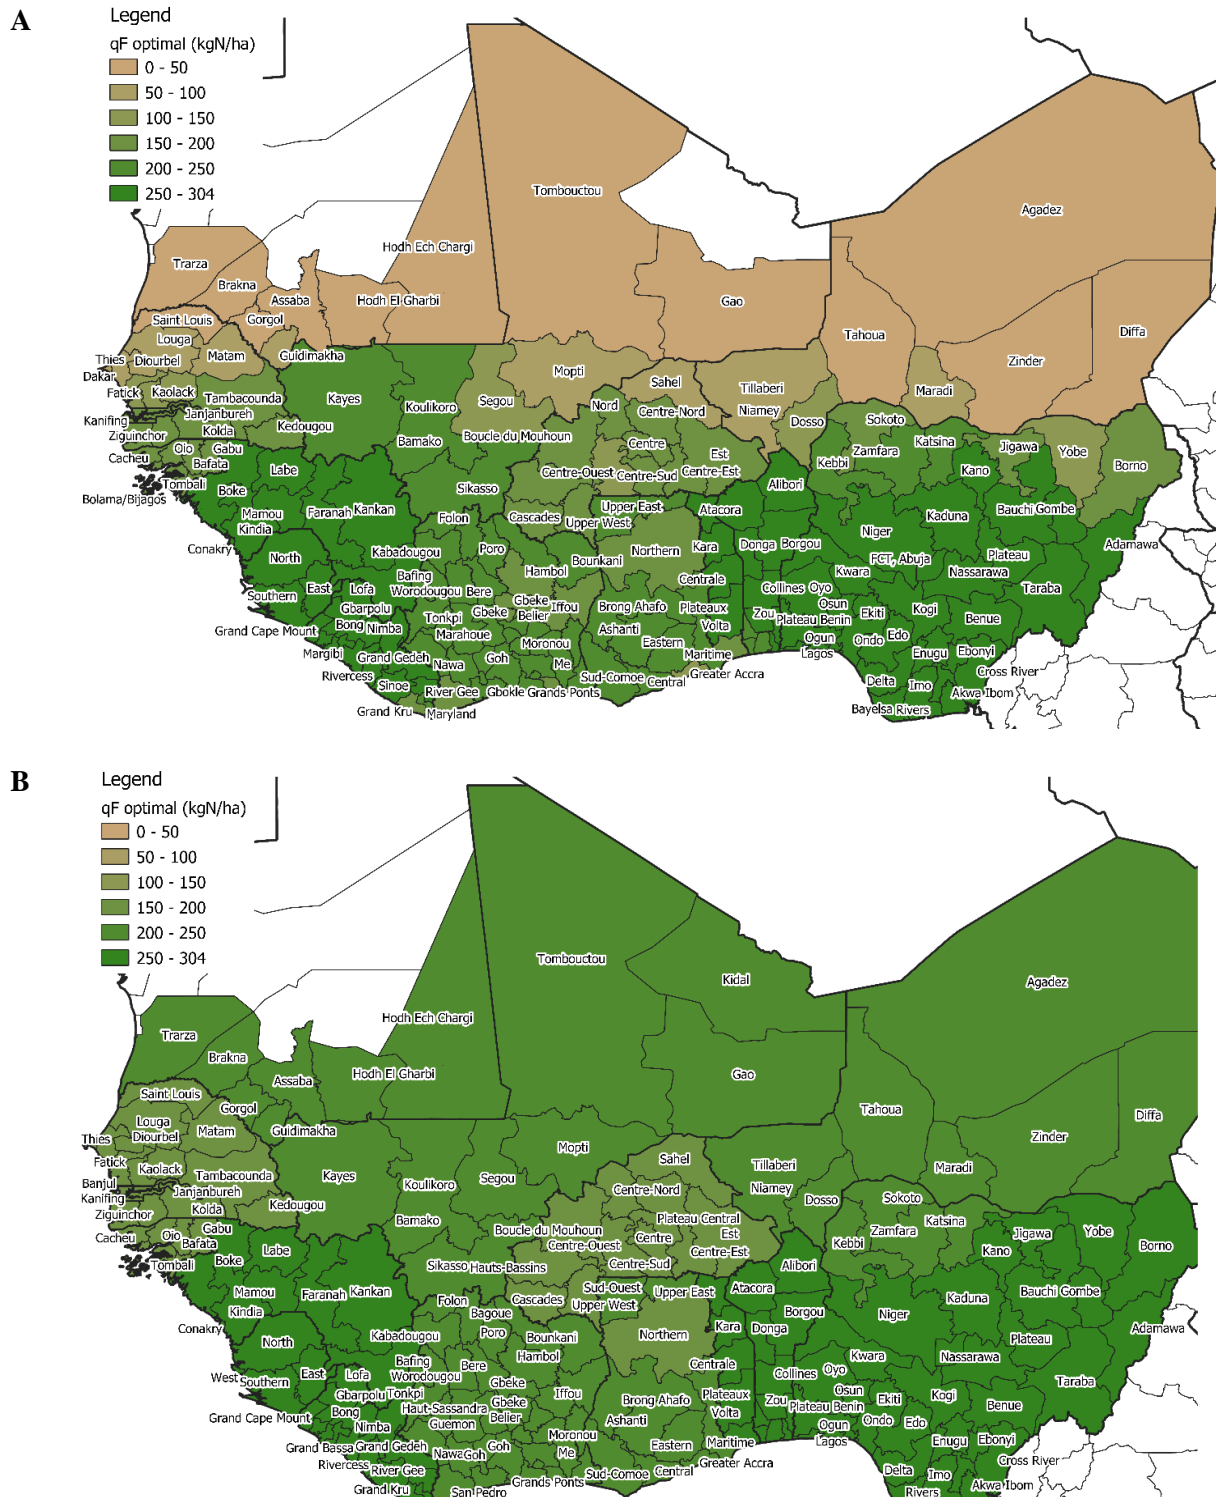 A
Legend
qF optimal (kgN/ha)
0 - 50
50 - 100
100 - 150
150 - 200
200 - 250
250 - 304
Tombouctou
Agadez
Hodh Ech Chargi
Trarza
Brakna
Assaba
Hodh El Gharbi
Gao
Saint Louis
Gorgol
Tahoua
Diffa
Louga
Zinder
Thies
Diourbel
Matam
Guidimakha
Mopti
Dakar
Sahel
Tillaberi
Maradi
Fatick
Kaolack
Tambacounda
Kayes
Koulikoro
Segou
Nord
Centre-Nord
Niamey
Kanifing
Janjanbureh
Dosso
Sokoto
Ziguinchor
Kolda
Kedougou
Bamako
Boucle du Mouhoun
Centre
Est
Katsina
Jigawa
Yobe
Cacheu
Oio
Gabu
Zamfara
Bafata
Labe
Centre-Ouest
Centre-Sud
Centre-Est
Kebbi
Kano
Borno
Tombali
Boke
Sikasso
Alibori
Bolama/Bijagos
Mamou
Faranah
Kankan
Folon
Cascades
Upper East
Upper West
Atacora
Kaduna
Bauchi
Gombe
Kindia
Niger
Conakry
North
Kabadougou
Poro
Bounkani
Northern
Kara
Donga
Borgou
Adamawa
FCT, Abuja
Plateau
Bafing
Hambol
Centrale
Kwara
Nassarawa
Southern
East
Lofa
Worodougou
Bere
Collines
Oyo
Taraba
Gbarpolu
Gbeke
Iffou
Brong Ahafo
Plateaux
Osun
Kogi
Tonkpi
Gbeke
Belier
Zou
Plateau
Benin
Ekiti
Benue
Grand Cape Mount
Bong
Nimba
Marahoue
Ashanti
Volta
Edo
Moronou
Eastern
Ogun
Ondo
Margibi
Grand Gedeh
Nawa
Goh
Me
Maritime
Lagos
Enugu
Ebonyi
Rivercess
Sinoe
Sud-Comoe
Central
Greater Accra
Cross River
River Gee
Gbokle
Grands Ponts
Delta
Imo
Akwa Ibom
Grand Kru
Maryland
Bayelsa
Rivers
B
Legend
qF optimal (kgN/ha)
0 - 50
50 - 100
100 - 150
150 - 200
200 - 250
250 - 304
Tombouctou
Kidal
Agadez
Hodh Ech Chargi
Trarza
Brakna
Assaba
Hodh El Gharbi
Gao
Saint Louis
Gorgol
Tahoua
Diffa
Louga
Thies
Diourbel
Matam
Guidimakha
Mopti
Zinder
Fatick
Kaolack
Tambacounda
Kayes
Segou
Sahel
Tillaberi
Maradi
Banjul
Janjanbureh
Koulikoro
Centre-Nord
Niamey
Kanifing
Kolda
Kedougou
Dosso
Sokoto
Ziguinchor
Bamako
Plateau Central
Katsina
Cacheu
Oio
Gabu
Boucle du Mouhoun
Centre
Est
Zamfara
Jigawa
Yobe
Bafata
Centre-Ouest
Centre-Est
Kebbi
Kano
Borno
Tombali
Boke
Labe
Sikasso
Hauts-Bassins
Centre-Sud
Alibori
Mamou
Faranah
Kankan
Sud-Ouest
Upper East
Atacora
Bauchi
Gombe
Kindia
Folon
Cascades
Upper West
Kaduna
Conakry
Bagoue
Borgou
Niger
North
Kabadougou
Poro
Bounkani
Northern
Kara
Donga
Plateau
Adamawa
Bafing
Hambol
Kwara
Nassarawa
West
Southern
East
Lofa
Worodougou
Bere
Centrale
Collines
Oyo
Taraba
Gbarpolu
Tonkpi
Gbeke
Iffou
Brong Ahafo
Plateaux
Osun
Ekiti
Kogi
Haut-Sassandra
Gbeke
Zou
Plateau
Benin
Benue
Grand Cape Mount
Bong
Guemon
Belier
Ashanti
Volta
Ondo
Edo
Nimba
Moronou
Ogun
Grand Bassa
Grand Gedeh
Nawa
Goh
Goh
Me
Eastern
Maritime
Lagos
Enugu
Ebonyi
Rivercess
River Gee
Sud-Comoe
Central
Greater Accra
Cross River
Grands Ponts
Delta
Imo
Grand Kru
San Pedro
Rivers
Akwa Ibom